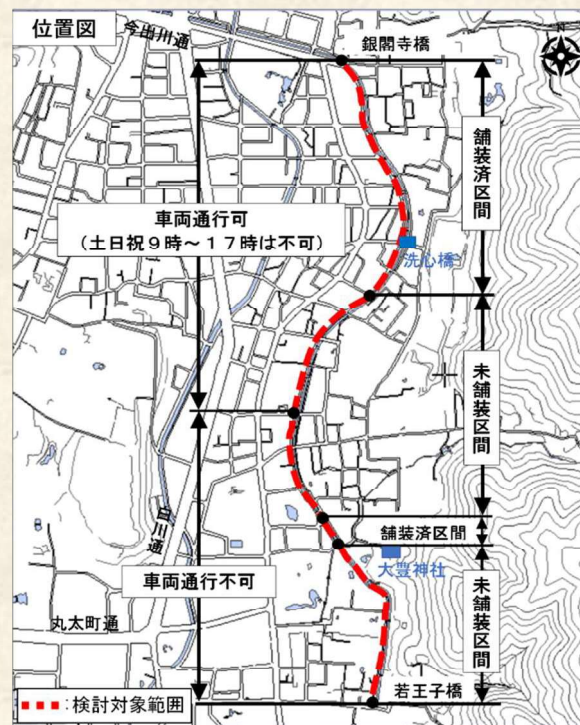 位置図
今出川通
銀閣寺橋
N
舗装済区間
車両通行可
（土日祝９時～１７時は不可）
洗心橋
未舗装区間
白川通
舗装済区間
大豊神社
車両通行不可
未舗装区間
丸太町通
若王子橋
：検討対象範囲